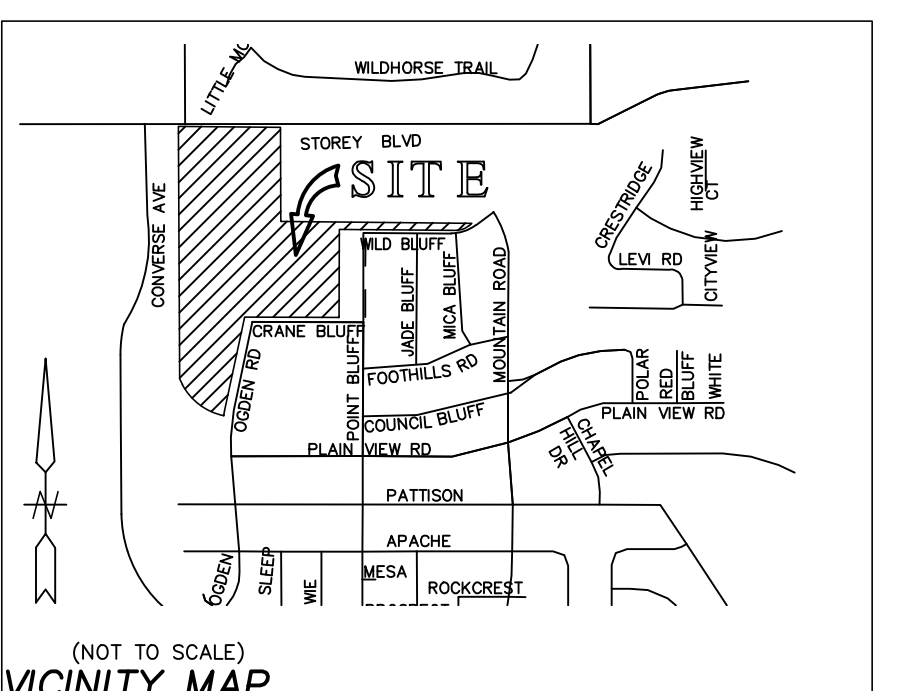 LITTLE
WILDHORSE TRAIL
STOREY BLVD
SITE
CONVERSE AVE
WILD BLUFF
JADE BLUFF
MICA BLUFF
MOUNTAIN ROAD
CRESTRIDGE
HIGHVIEW
CT
LEVI RD
CITYVIEW
CRANE BLUFF
POINT BLUFF
OGDEN RD
FOOTHILLS RD
COUNCIL BLUFF
PLAIN VIEW RD
POLAR
RED
BLUFF
WHITE
PLAIN VIEW RD
CHAPEL
HILL
DR
N
PATTISON
APACHE
OGDEN
SLEEP
WIE
MESA
ROCKCREST
PROSPECT
(NOT TO SCALE)
VICINITY MAP